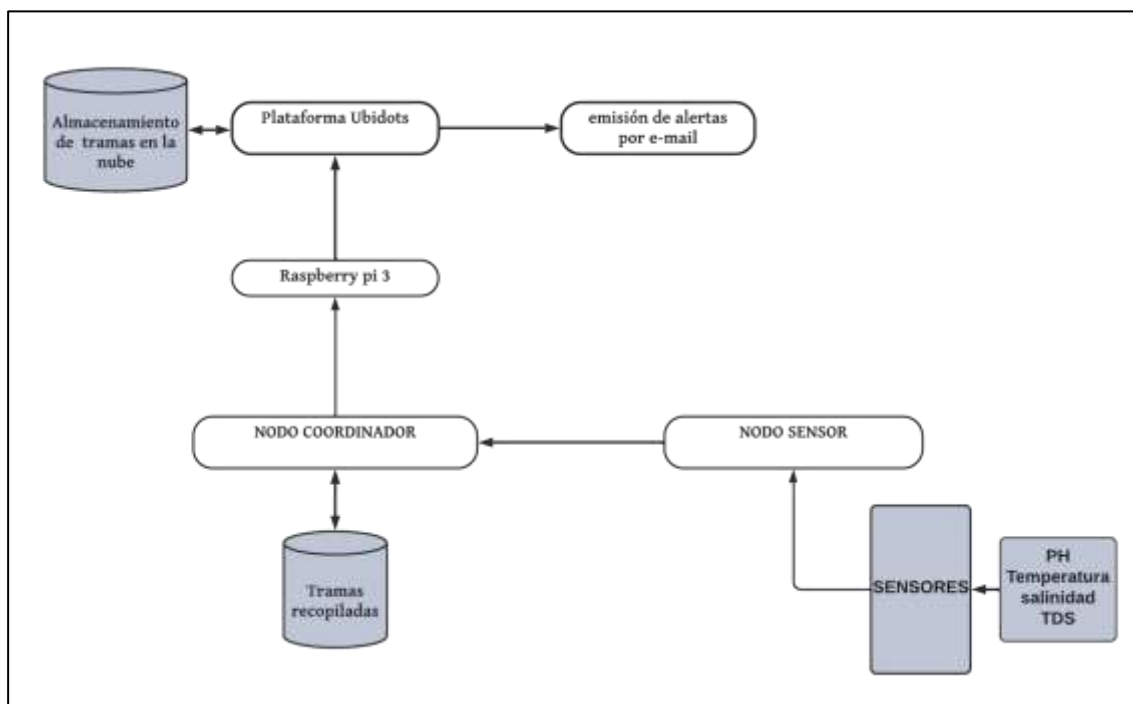 Almacenamiento
de tramas en la
nube
Plataforma Ubidots
emisión de alertas
por e-mail
Raspberry pi 3
NODO COORDINADOR
NODO SENSOR
Tramas
recopiladas
SENSORES
PH
Temperatura
salinidad
TDS